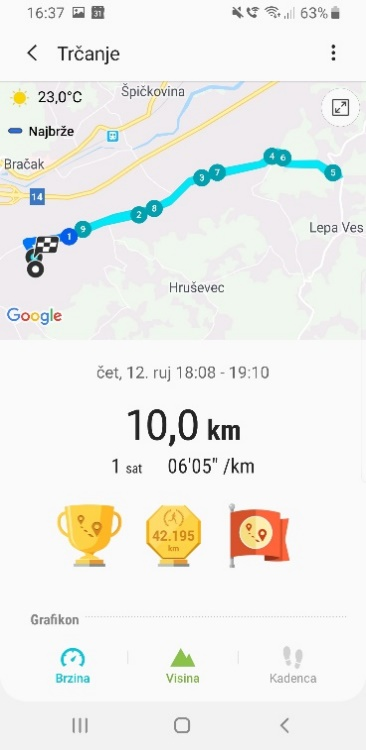 16:37 31 63%
Trčanje
23,0°C
Špičkovina
Najbrže
Bračak
14
4 6
3 7
5
2 8
9
1
Lepa Ves
Hruševec
Google
čet, 12. ruj 18:08 - 19:10
10,0 km
1 sat 06'05" /km
42.195
km
Grafikon
Brzina Visina Kadenca